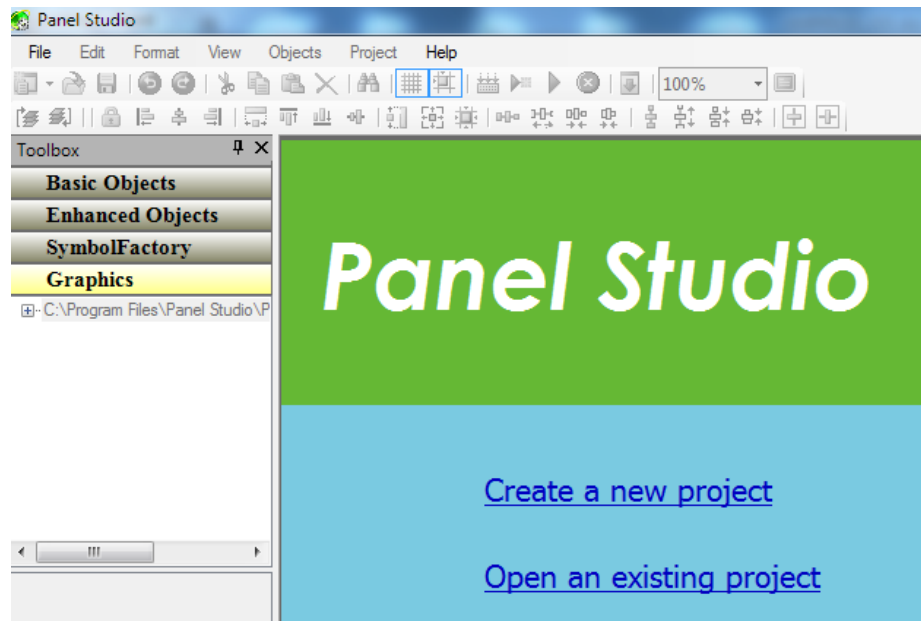 Panel Studio
File Edit Format View Objects Project Help
100%
Toolbox
Basic Objects
Enhanced Objects
SymbolFactory
Graphics
C:\Program Files\Panel Studio\P
Panel Studio
Create a new project
Open an existing project